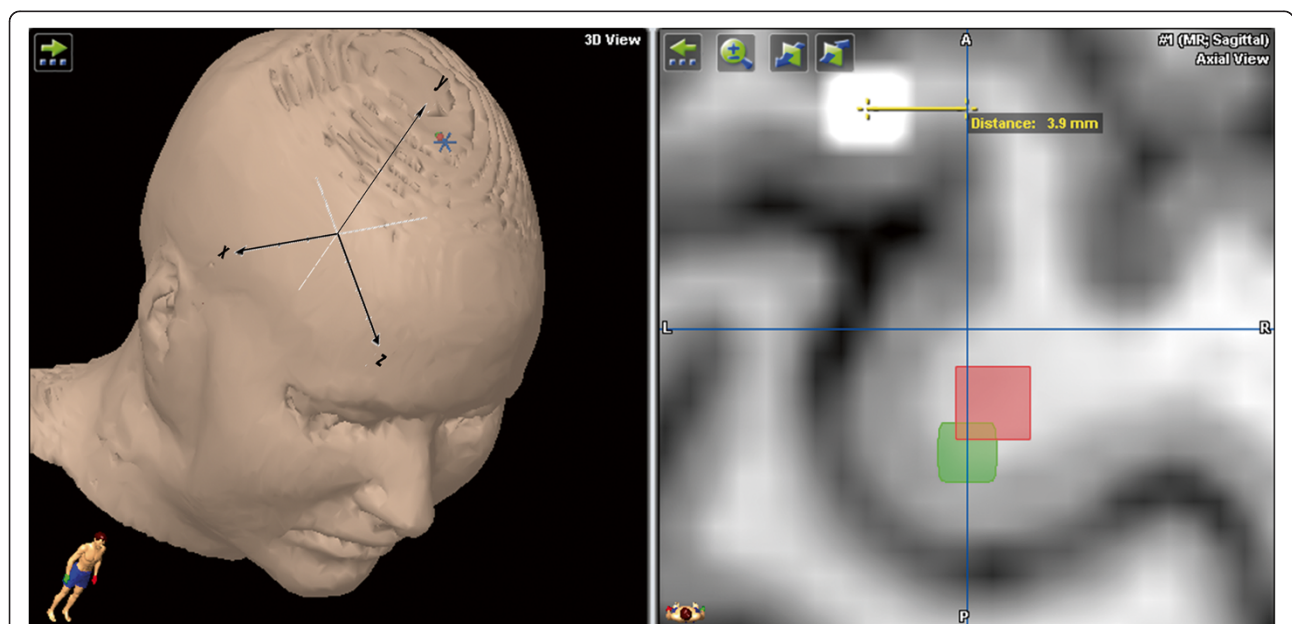 3D View
y
x
z
#1 (MR; Sagittal)
Axial View
A
Distance: 3.9 mm
L
R
P